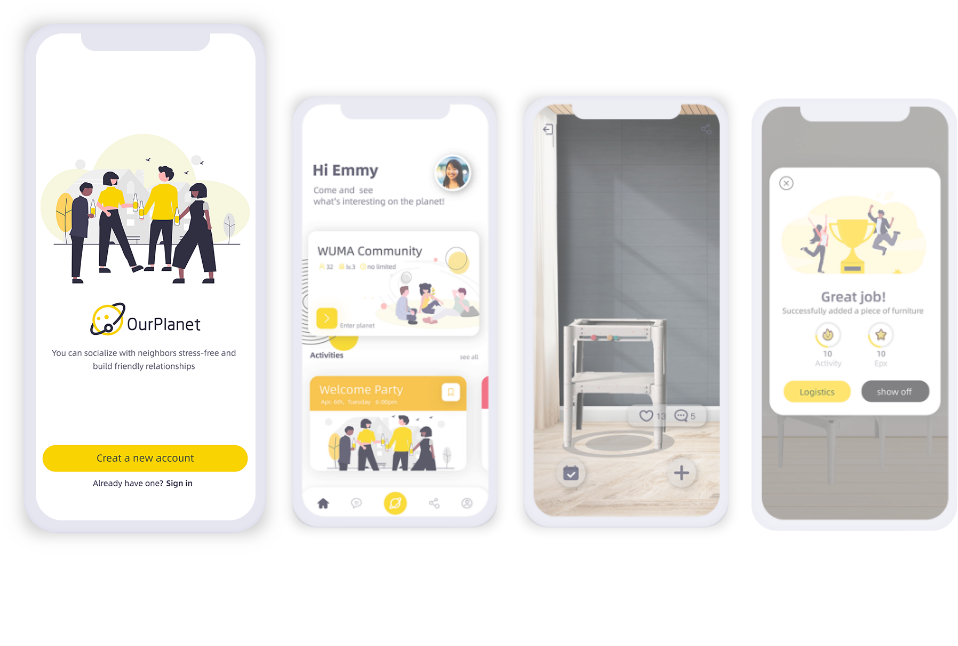 OurPlanet
You can socialize with neighbors stress-free and
build friendly relationships
Creat a new account
Already have one? Sign in
Hi Emmy
Come and see
what's interesting on the planet!
WUMA Community
32 lv.3 no limited
Enter planet
Activities
see all
Welcome Party
Apr. 6th, Tuesday 6:00pm
13 5
Great job!
Successfully added a piece of furniture
10 10
Activity Epx
Logistics show off